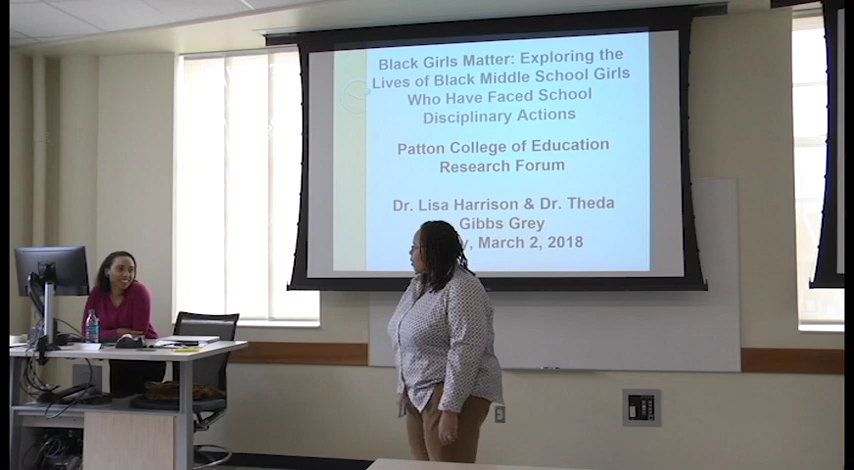 Black Girls Matter: Exploring the
Lives of Black Middle School Girls
Who Have Faced School
Disciplinary Actions
Patton College of Education
Research Forum
Dr. Lisa Harrison & Dr. Theda
Gibbs Grey
March 2, 2018